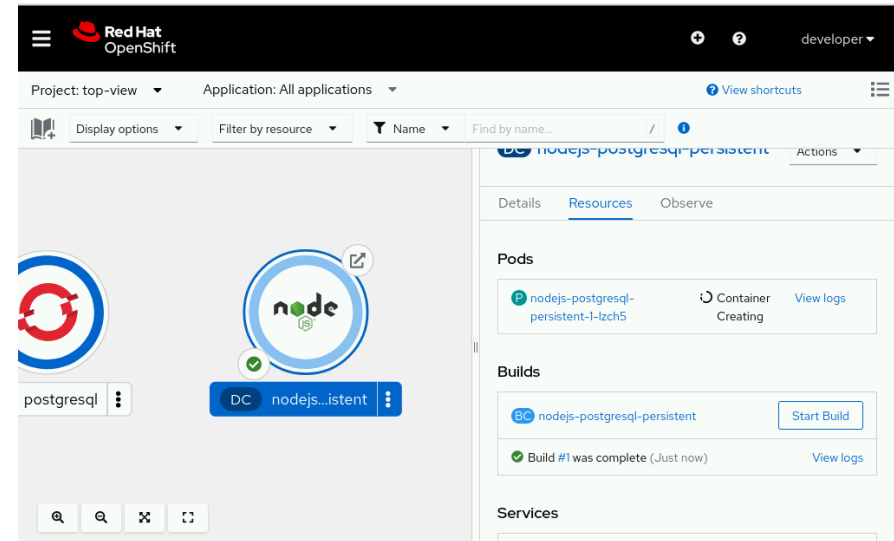 Red Hat
OpenShift
developer
Project: top-view
Application: All applications
View shortcuts
Display options
Filter by resource
Name
Find by name...
/
DC nodejs-postgresql-persistent
Actions
Details
Resources
Observe
Pods
P nodejs-postgresql-
persistent-1-lzch5
Container
Creating
View logs
Builds
BC nodejs-postgresql-persistent
Start Build
Build #1 was complete (Just now)
View logs
Services
node
JS
postgresql
DC nodejs...istent